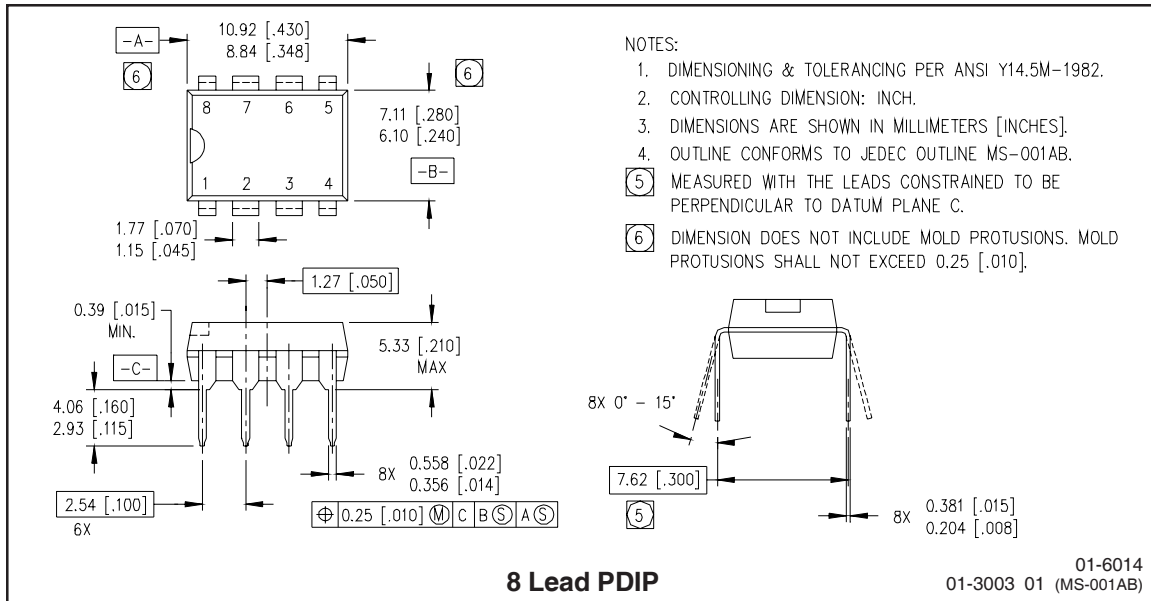 -A-
10.92 [.430]
8.84 [.348]
6
6
8 7 6 5
1 2 3 4
7.11 [.280]
6.10 [.240]
-B-
1.77 [.070]
1.15 [.045]
1.27 [.050]
0.39 [.015]
MIN.
-C-
5.33 [.210]
MAX
4.06 [.160]
2.93 [.115]
2.54 [.100]
6X
8X 0.558 [.022]
0.356 [.014]
⌖ 0.25 [.010] Ⓜ C B Ⓢ A Ⓢ
NOTES:
1. DIMENSIONING & TOLERANCING PER ANSI Y14.5M-1982.
2. CONTROLLING DIMENSION: INCH.
3. DIMENSIONS ARE SHOWN IN MILLIMETERS [INCHES].
4. OUTLINE CONFORMS TO JEDEC OUTLINE MS-001AB.
5 MEASURED WITH THE LEADS CONSTRAINED TO BE
PERPENDICULAR TO DATUM PLANE C.
6 DIMENSION DOES NOT INCLUDE MOLD PROTUSIONS. MOLD
PROTUSIONS SHALL NOT EXCEED 0.25 [.010].
8X 0° - 15°
7.62 [.300]
5
8X 0.381 [.015]
0.204 [.008]
8 Lead PDIP
01-6014
01-3003 01 (MS-001AB)